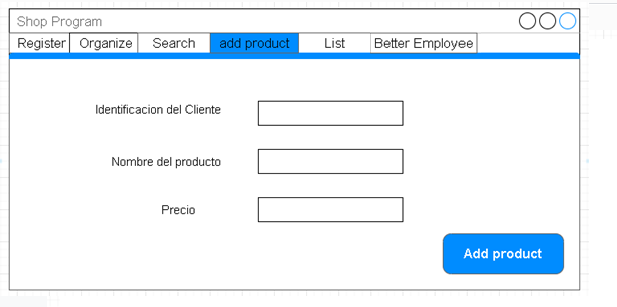 Shop Program
Register Organize Search add product List Better Employee
Identificacion del Cliente
Nombre del producto
Precio
Add product